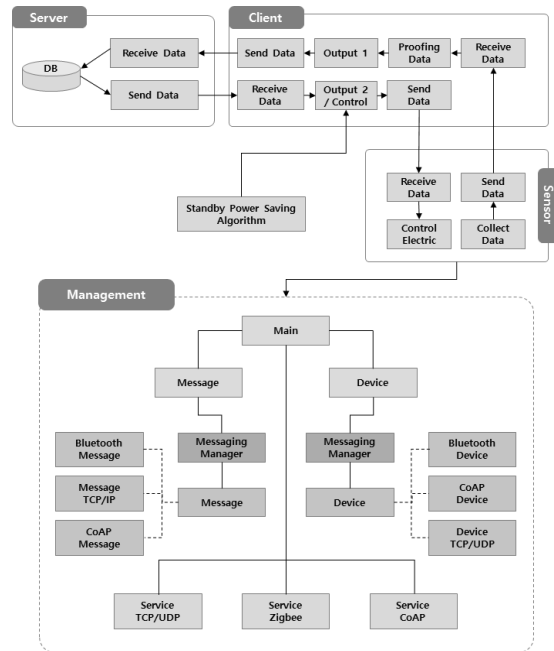 Server
Client
Receive Data
Send Data
Output 1
Proofing
Data
Receive
Data
DB
Send Data
Receive
Data
Output 2
/ Control
Send
Data
Standby Power Saving
Algorithm
Receive
Data
Send
Data
Control
Electric
Collect
Data
Sensor
Management
Main
Message
Device
Bluetooth
Message
Messaging
Manager
Messaging
Manager
Bluetooth
Device
Message
TCP/IP
Message
Device
CoAP
Device
CoAP
Message
Device
TCP/UDP
Service
TCP/UDP
Service
Zigbee
Service
CoAP